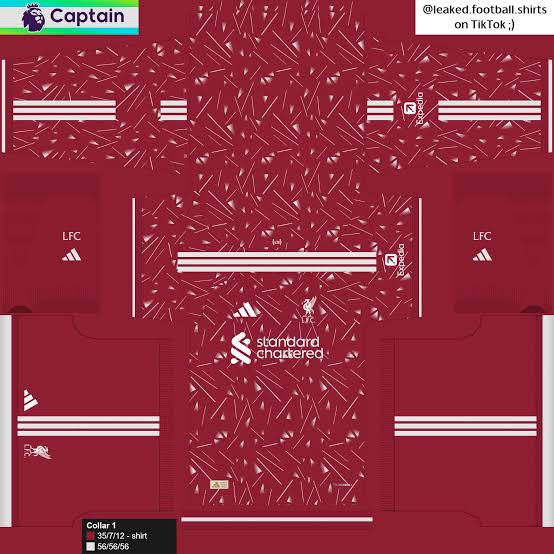 Captain
@leaked.football.shirts
on TikTok ;)
Expedia
LFC
LFC
Expedia
LFC
standard
chartered
LFC
Collar 1
35/7/12 - shirt
56/56/56